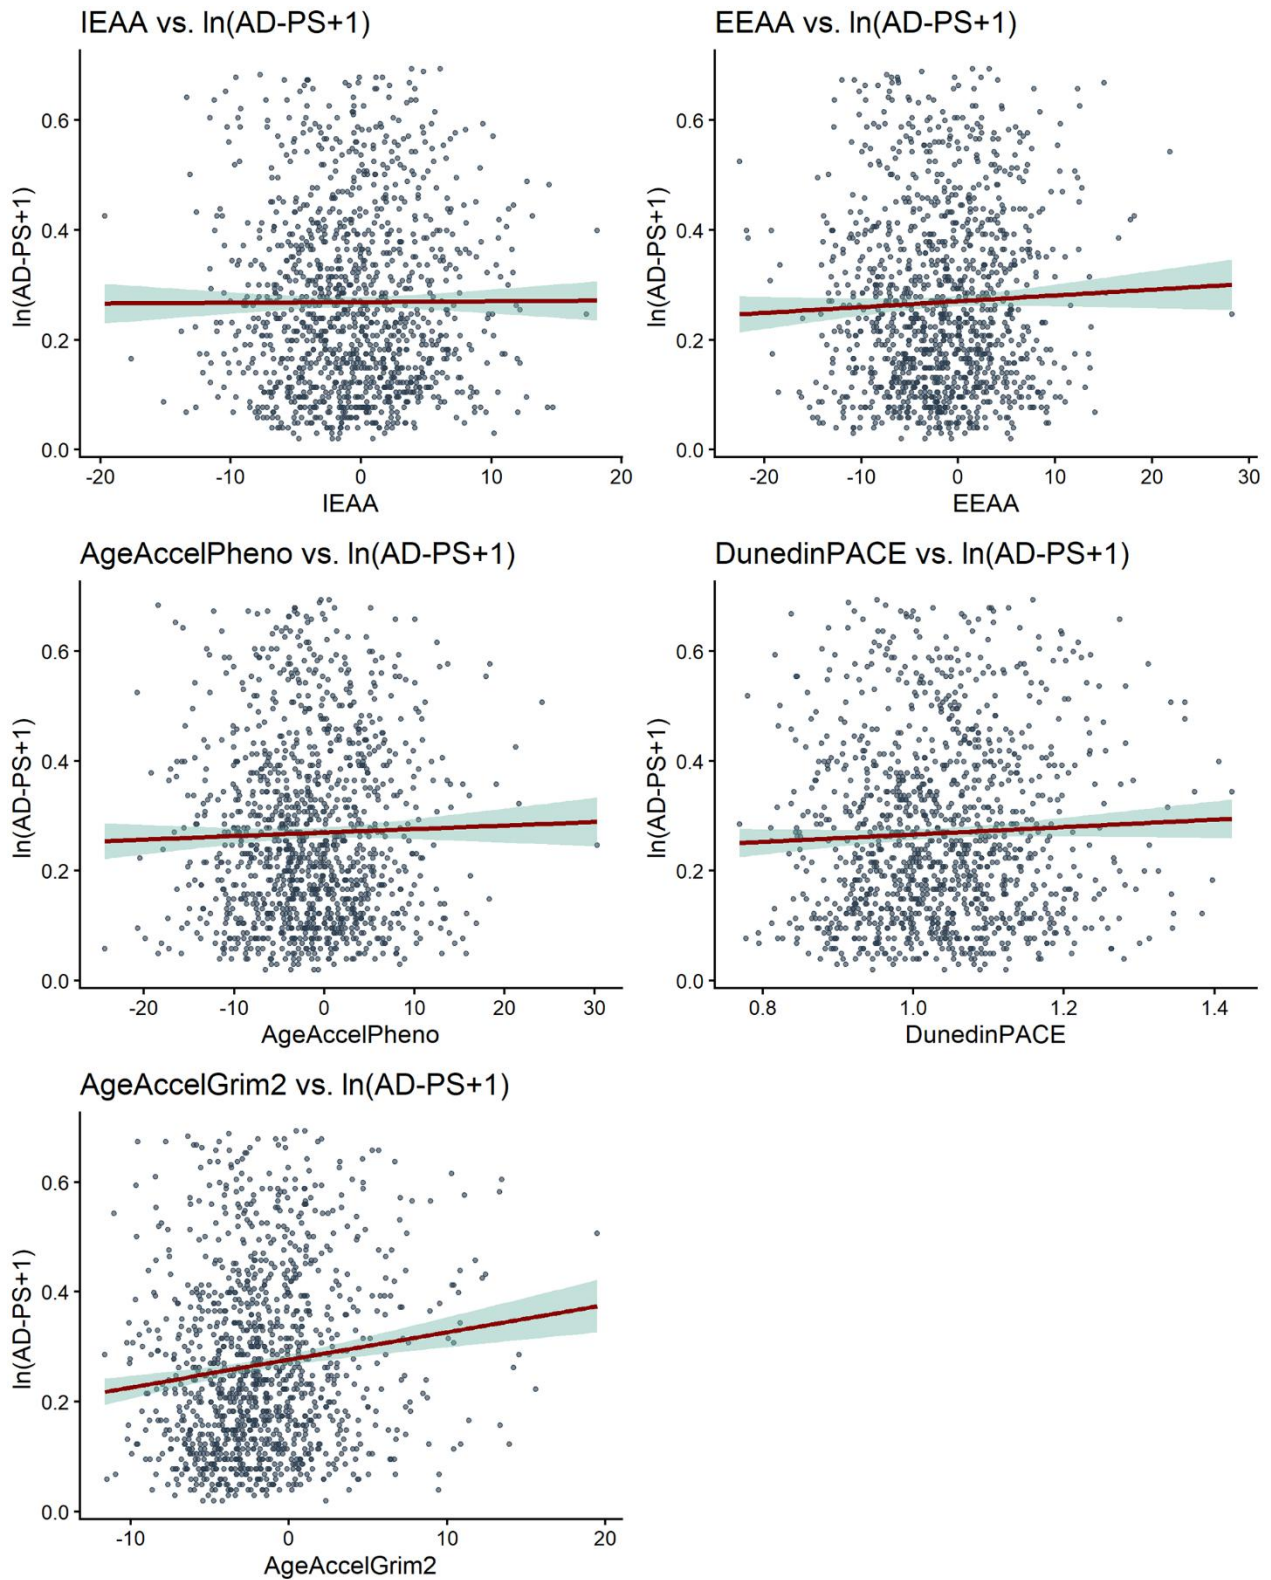 IEAA vs. ln(AD-PS+1)
ln(AD-PS+1)
0.6
0.4
0.2
0.0
-20 -10 0 10 20
IEAA
EEAA vs. ln(AD-PS+1)
ln(AD-PS+1)
0.6
0.4
0.2
0.0
-20 -10 0 10 20 30
EEAA
AgeAccelPheno vs. ln(AD-PS+1)
ln(AD-PS+1)
0.6
0.4
0.2
0.0
-20 -10 0 10 20 30
AgeAccelPheno
DunedinPACE vs. ln(AD-PS+1)
ln(AD-PS+1)
0.6
0.4
0.2
0.0
0.8 1.0 1.2 1.4
DunedinPACE
AgeAccelGrim2 vs. ln(AD-PS+1)
ln(AD-PS+1)
0.6
0.4
0.2
0.0
-10 0 10 20
AgeAccelGrim2